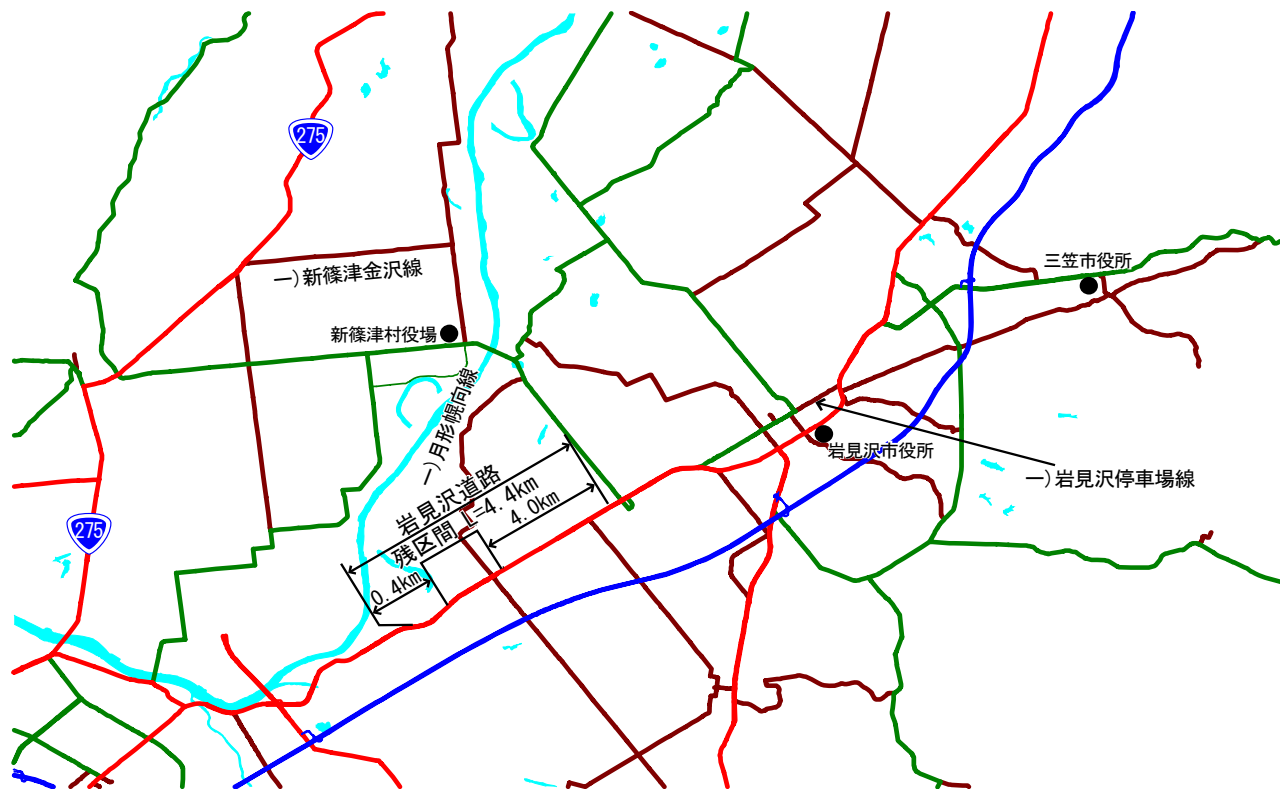 275
一）新篠津金沢線
三笠市役所
新篠津村役場
一）月形幌向線
岩見沢市役所
一）岩見沢停車場線
岩見沢道路
残区間 L=4.4km
4.0km
0.4km
275